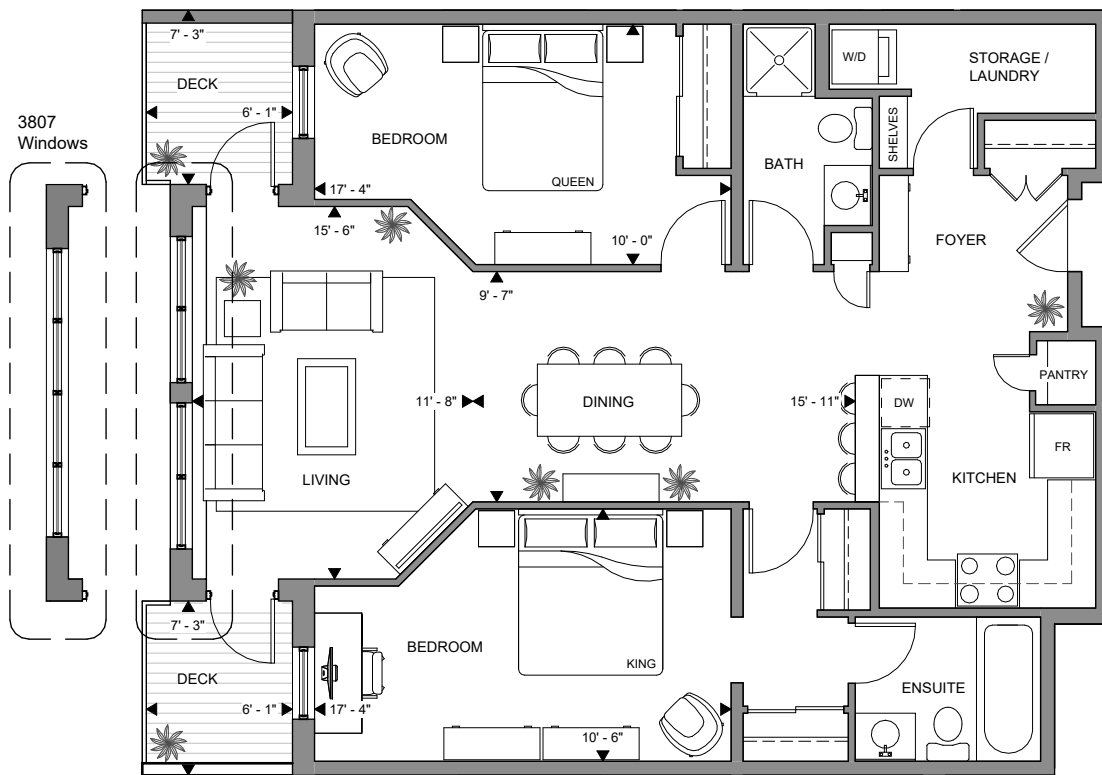 7' - 3"
DECK
6' - 1"
3807
Windows
BEDROOM
QUEEN
17' - 4"
15' - 6"
10' - 0"
9' - 7"
BATH
W/D
STORAGE /
LAUNDRY
SHELVES
FOYER
PANTRY
11' - 8"
DINING
15' - 11"
DW
FR
LIVING
KITCHEN
7' - 3"
DECK
6' - 1"
BEDROOM
KING
17' - 4"
10' - 6"
ENSUITE